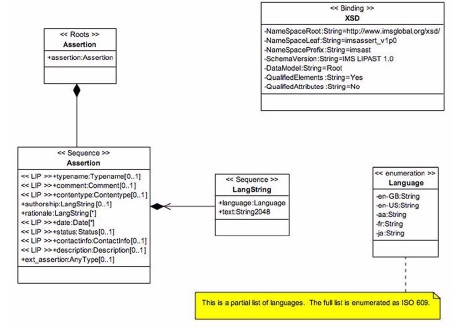 << Roots >>
Assertion
+assertion:Assertion
<< Binding >>
XSD
-NameSpaceRoot:String=http://www.imsglobal.org/xsd/
-NameSpaceLeaf:String=imsassert_v1p0
-NameSpacePrefix:String=imsast
-SchemaVersion:String=IMS LIPAST 1.0
-DataModel:String=Root
-QualifiedElements :String=Yes
-QualifiedAttributes :String=No
<< Sequence >>
Assertion
<< LIP >>+typename:Typename[0..1]
<< LIP >>+comment:Comment[0..1]
<< LIP >>+contentype:Contentype[0..1]
+authorship:LangString[0..1]
+rationale:LangString[*]
<< LIP >>+date:Date[*]
<< LIP >>+status:Status[0..1]
<< LIP >>+contactinfo:ContactInfo[0..1]
<< LIP >>+description:Description[0..1]
+ext_assertion:AnyType[0..1]
<< Sequence >>
LangString
+language:Language
+text:String2048
<< enumeration >>
Language
-en-GB:String
-en-US:String
-aa:String
-fr:String
-ja:String
This is a partial list of languages. The full list is enumerated as ISO 609.